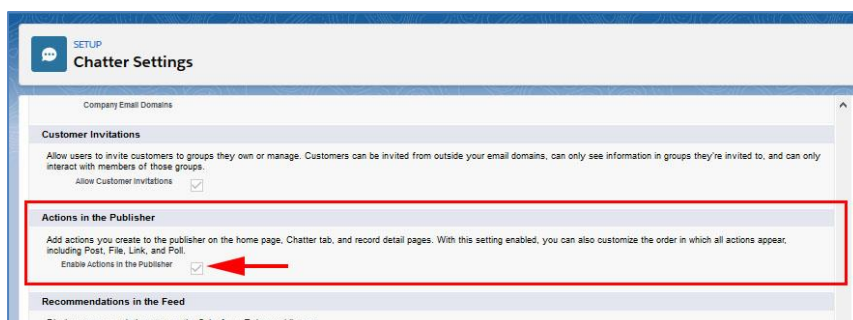 SETUP
Chatter Settings
Company Email Domains
Customer Invitations
Allow users to invite customers to groups they own or manage. Customers can be invited from outside your email domains, can only see information in groups they're invited to, and can only
interact with members of those groups.
Allow Customer Invitations
Actions in the Publisher
Add actions you create to the publisher on the home page, Chatter tab, and record detail pages. With this setting enabled, you can also customize the order in which all actions appear,
including Post, File, Link, and Poll.
Enable Actions in the Publisher
Recommendations in the Feed